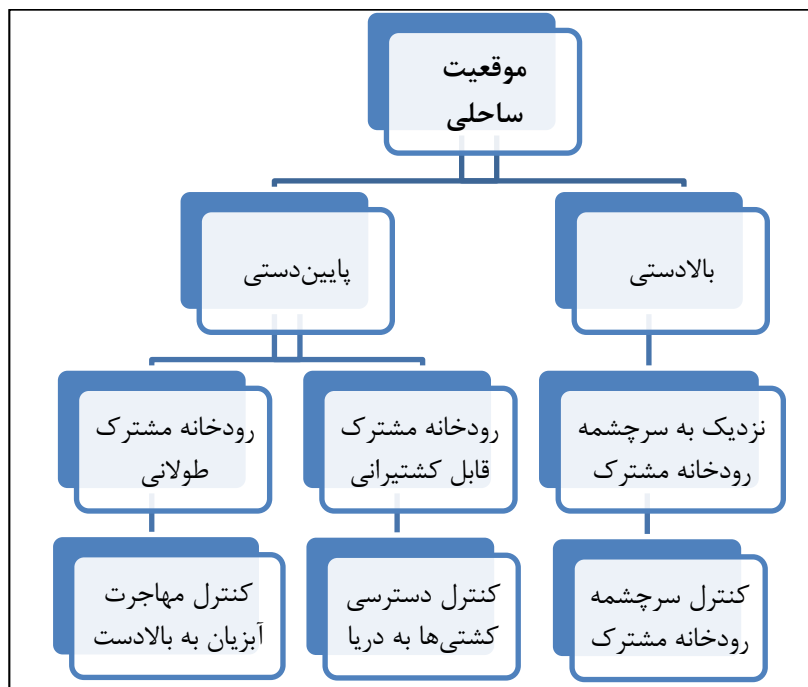 موقعیت
ساحلی
بالادستی
پایین‌دستی
نزدیک به سرچشمه
رودخانه مشترک
رودخانه مشترک
قابل کشتیرانی
رودخانه مشترک
طولانی
کنترل سرچشمه
رودخانه مشترک
کنترل دسترسی
کشتی‌ها به دریا
کنترل مهاجرت
آبزیان به بالادست